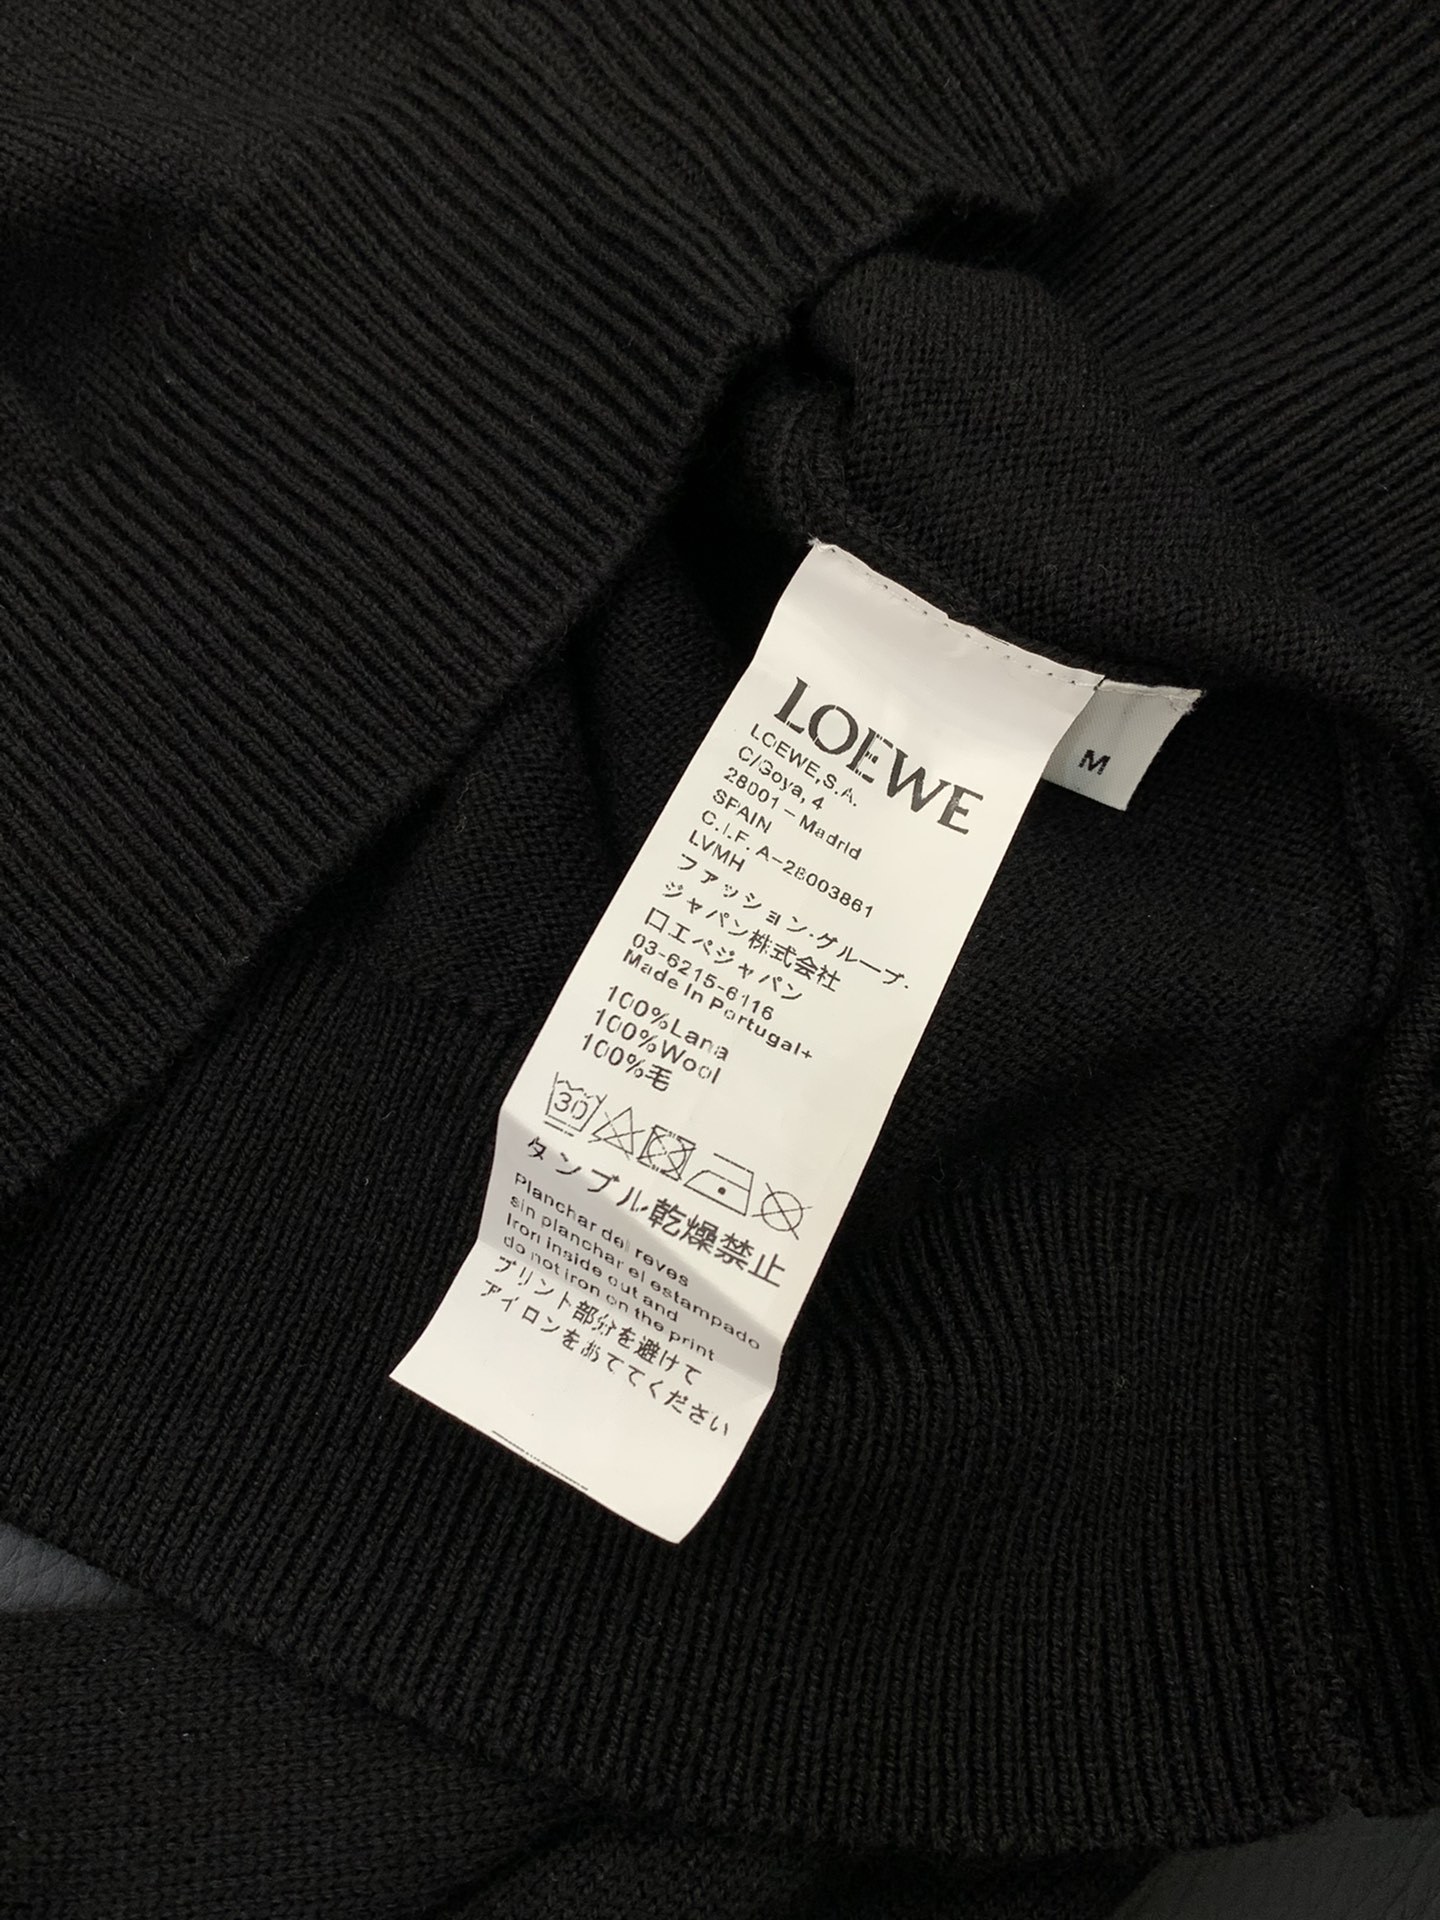 LOEWE
LOEWE, S.A.
C/Goya, 4
28001 – Madrid
SPAIN
C.I.F. A-28003861
LVMH
ファッション・グループ・
ジャパン株式会社
ロエベジャパン
03-6215-6116
Made In Portugal+
100%Lana
100%Wool
100%毛
30
タンブル乾燥禁止
Planchar del reves
sin planchar el estampado
Iron inside out and
do not iron on the print
プリント部分を避けて
アイロンをあててください
M